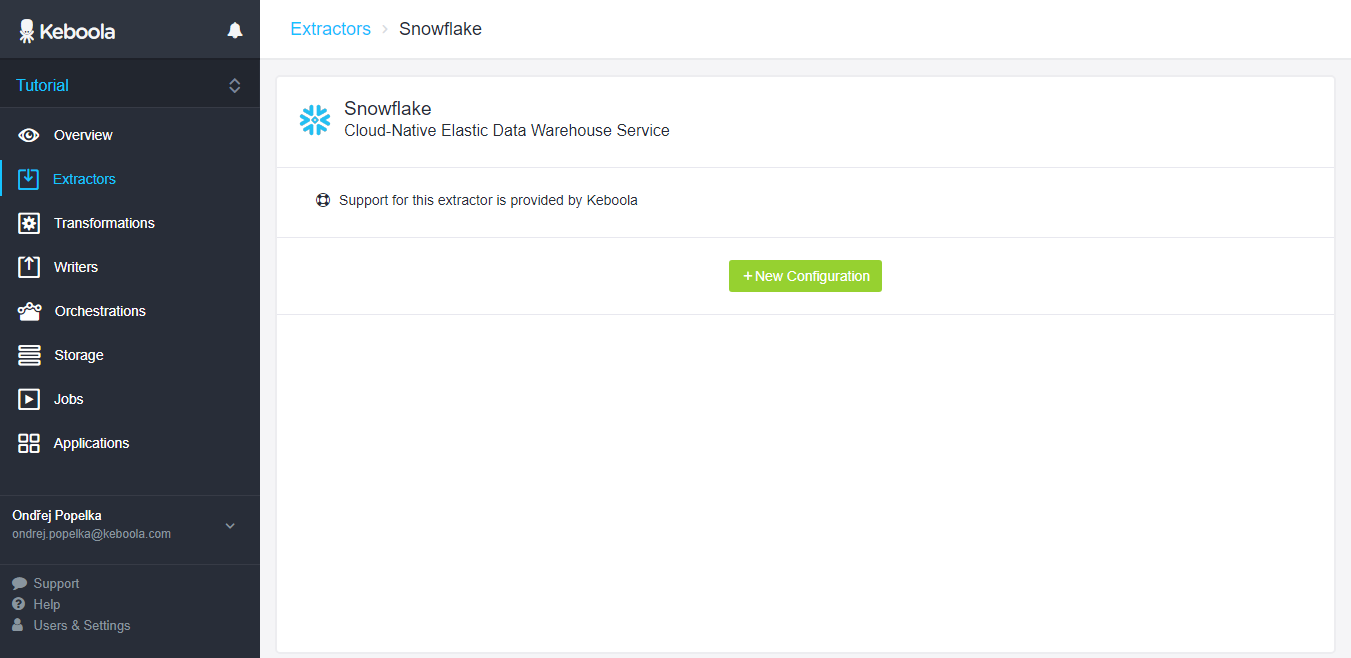 Keboola
Tutorial
Overview
Extractors
Transformations
Writers
Orchestrations
Storage
Jobs
Applications
Ondřej Popelka
ondrej.popelka@keboola.com
Support
Help
Users & Settings
Extractors › Snowflake
Snowflake
Cloud-Native Elastic Data Warehouse Service
Support for this extractor is provided by Keboola
+ New Configuration